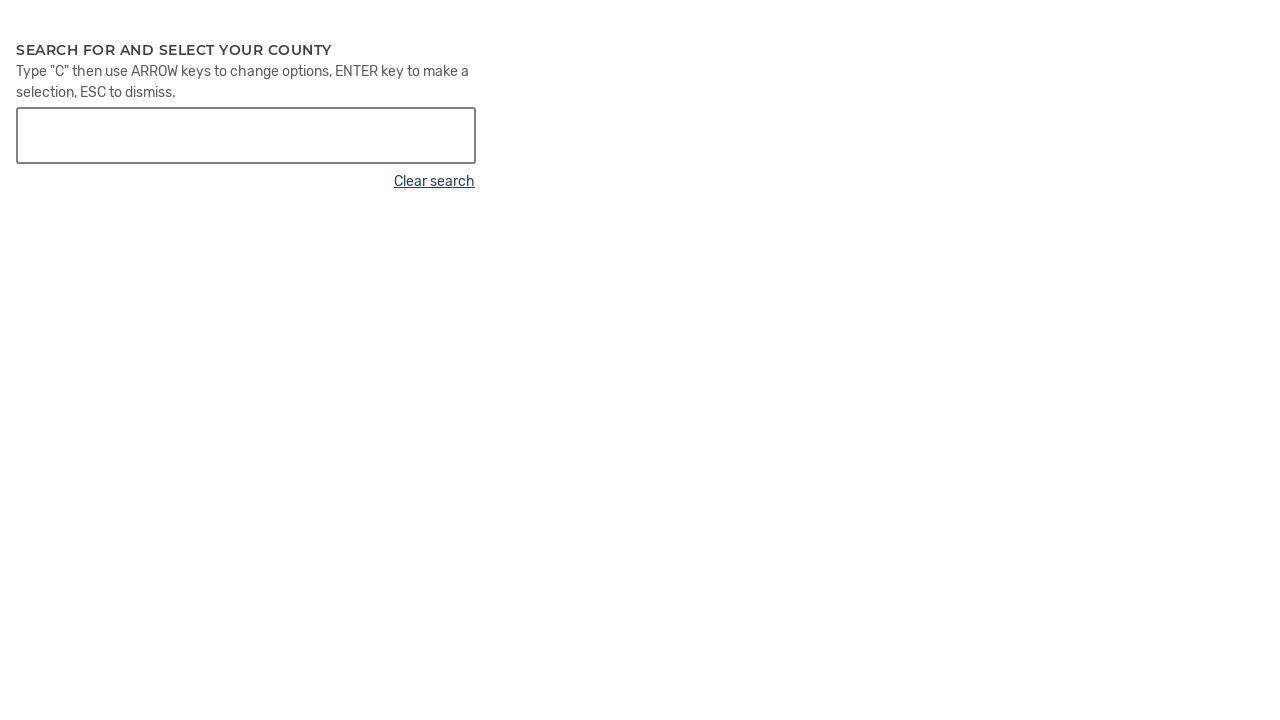 SEARCH FOR AND SELECT YOUR COUNTY
Type "C" then use ARROW keys to change options, ENTER key to make a
selection, ESC to dismiss.
Clear search